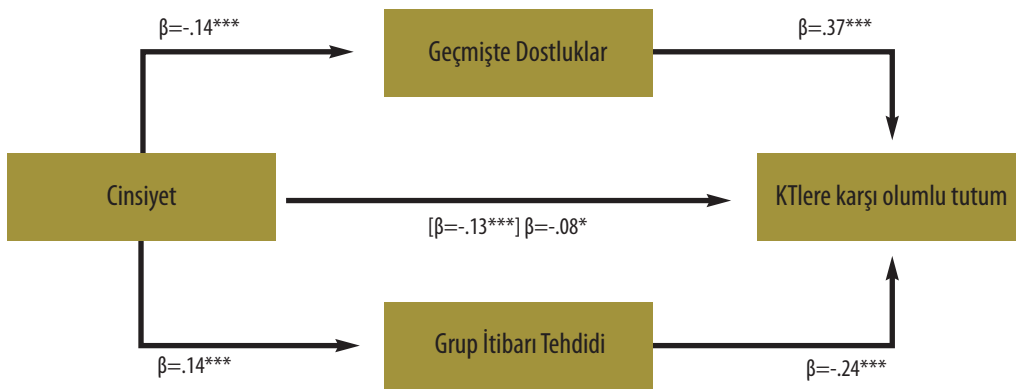 β=-.14***
β=.37***
Geçmişte Dostluklar
Cinsiyet
KTlere karşı olumlu tutum
[β=-.13***] β=-.08*
Grup İtibarı Tehdidi
β=.14***
β=-.24***